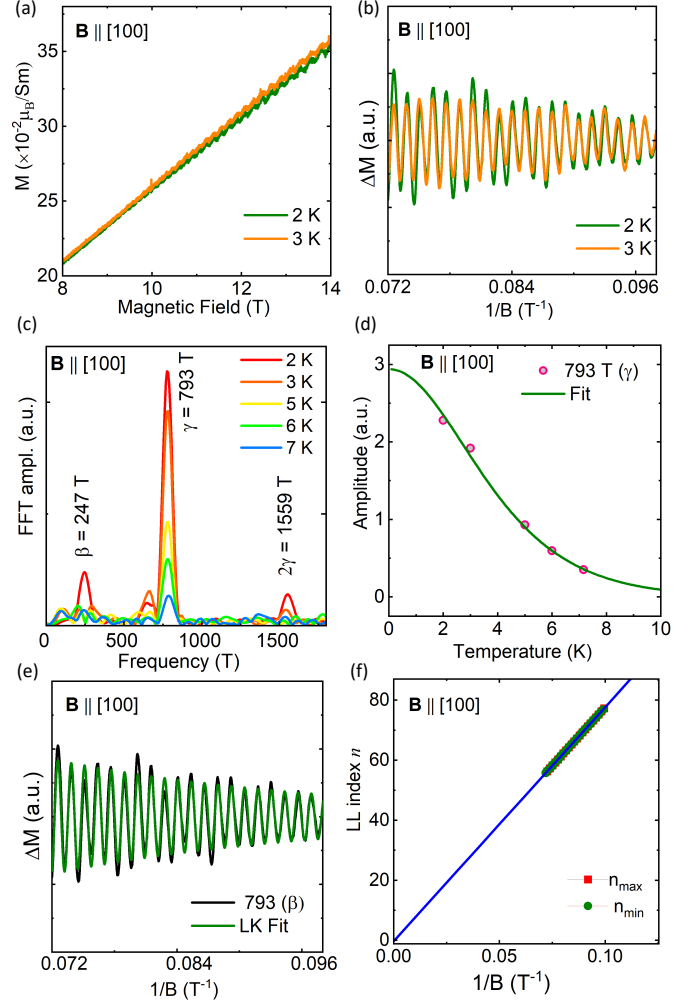 (a)
B || [100]
M (×10⁻²μ_B/Sm)
35
30
25
20
8
10
12
14
Magnetic Field (T)
2 K
3 K
(b)
B || [100]
ΔM (a.u.)
2 K
3 K
0.072
0.084
0.096
1/B (T⁻¹)
(c)
B || [100]
FFT ampl. (a.u.)
β = 247 T
γ = 793 T
2γ = 1559 T
2 K
3 K
5 K
6 K
7 K
0
500
1000
1500
Frequency (T)
(d)
B || [100]
793 T (γ)
Fit
Amplitude (a.u.)
3
2
1
0
0
2
4
6
8
10
Temperature (K)
(e)
B || [100]
ΔM (a.u.)
793 (β)
LK Fit
0.072
0.084
0.096
1/B (T⁻¹)
(f)
B || [100]
LL index n
80
60
40
20
0
n_max
n_min
0.00
0.05
0.10
1/B (T⁻¹)